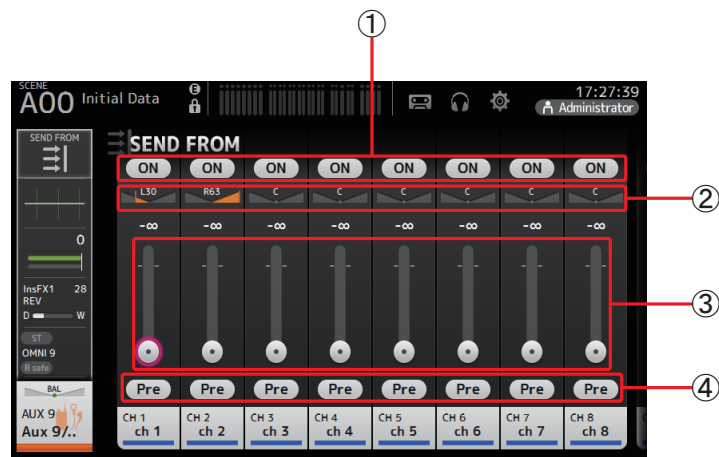 ①
SCENE
A00 Initial Data
E
17:27:39
Administrator
SEND FROM
SEND FROM
ON ON ON ON ON ON ON ON
②
L30 R63 C C C C C C
-∞ -∞ -∞ -∞ -∞ -∞ -∞ -∞
0
③
InsFX1 28
REV
D W
ST
OMNI 9
R safe
④
Pre Pre Pre Pre Pre Pre Pre Pre
BAL
AUX 9
Aux 9/..
CH 1 CH 2 CH 3 CH 4 CH 5 CH 6 CH 7 CH 8
ch 1 ch 2 ch 3 ch 4 ch 5 ch 6 ch 7 ch 8